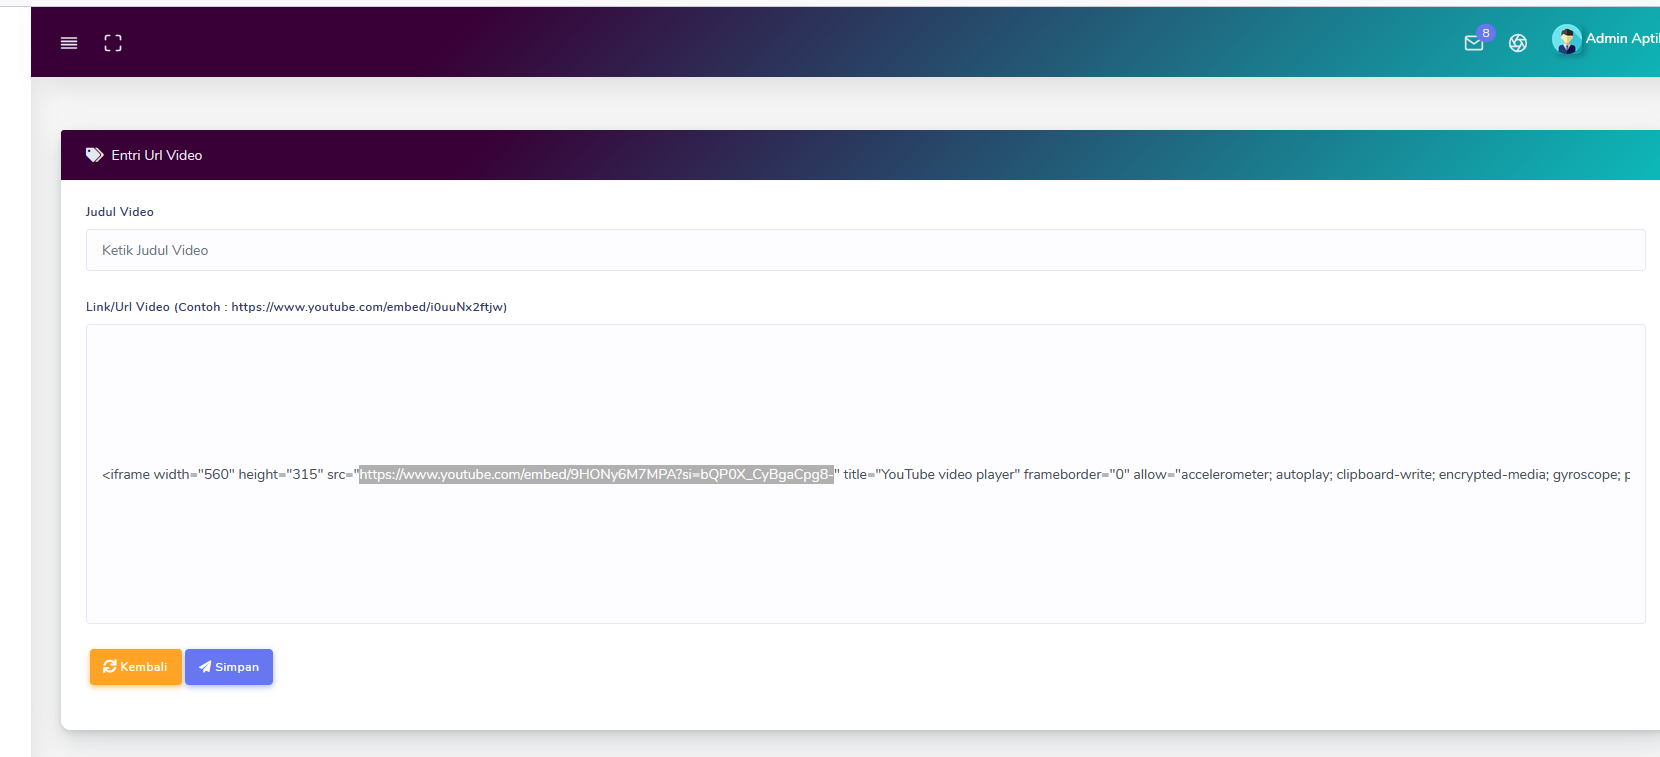 8
Admin Apti
Entri Url Video
Judul Video
Ketik Judul Video
Link/Url Video (Contoh : https://www.youtube.com/embed/i0uuNx2ftjw)
<iframe width="560" height="315" src="https://www.youtube.com/embed/9HONy6M7MPA?si=bQP0X_CyBgaCpg8-" title="YouTube video player" frameborder="0" allow="accelerometer; autoplay; clipboard-write; encrypted-media; gyroscope; p
Kembali
Simpan